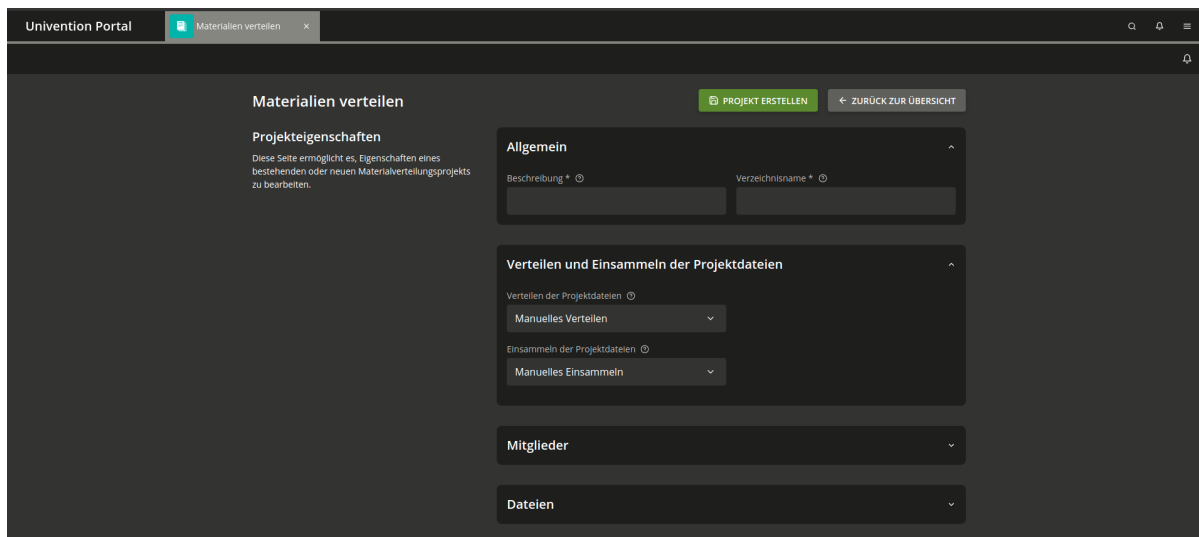 Univention Portal
Materialien verteilen
Materialien verteilen
PROJEKT ERSTELLEN
ZURÜCK ZUR ÜBERSICHT
Projekteigenschaften
Diese Seite ermöglicht es, Eigenschaften eines
bestehenden oder neuen Materialverteilungsprojekts
zu bearbeiten.
Allgemein
Beschreibung *
Verzeichnisname *
Verteilen und Einsammeln der Projektdateien
Verteilen der Projektdateien
Manuelles Verteilen
Einsammeln der Projektdateien
Manuelles Einsammeln
Mitglieder
Dateien